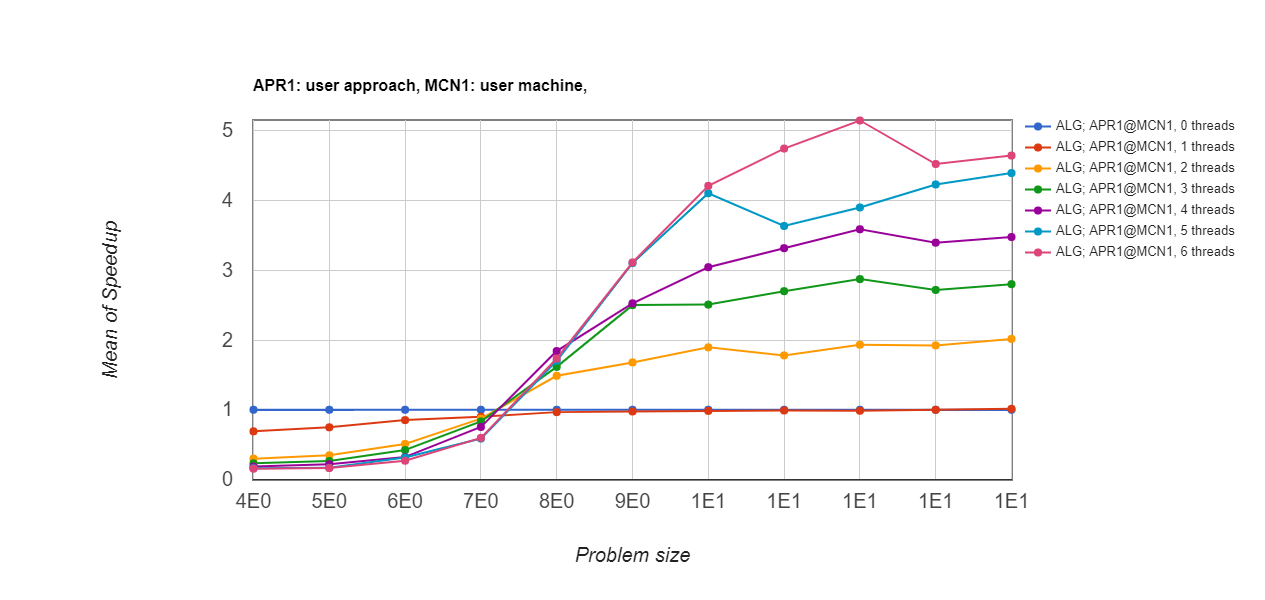 APR1: user approach, MCN1: user machine,
Mean of Speedup
5
4
3
2
1
0
4E0 5E0 6E0 7E0 8E0 9E0 1E1 1E1 1E1 1E1 1E1
Problem size
ALG; APR1@MCN1, 0 threads
ALG; APR1@MCN1, 1 threads
ALG; APR1@MCN1, 2 threads
ALG; APR1@MCN1, 3 threads
ALG; APR1@MCN1, 4 threads
ALG; APR1@MCN1, 5 threads
ALG; APR1@MCN1, 6 threads